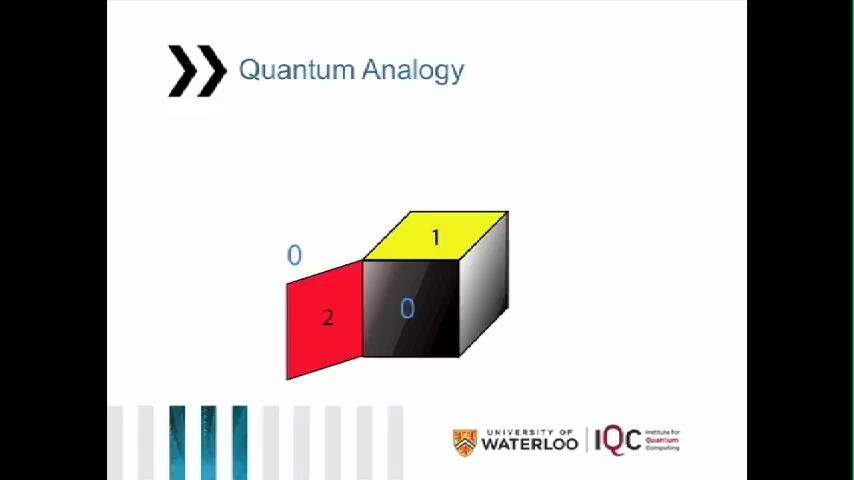 Quantum Analogy
1
0
2
0
UNIVERSITY OF
WATERLOO
IQC
Institute for
Quantum
Computing